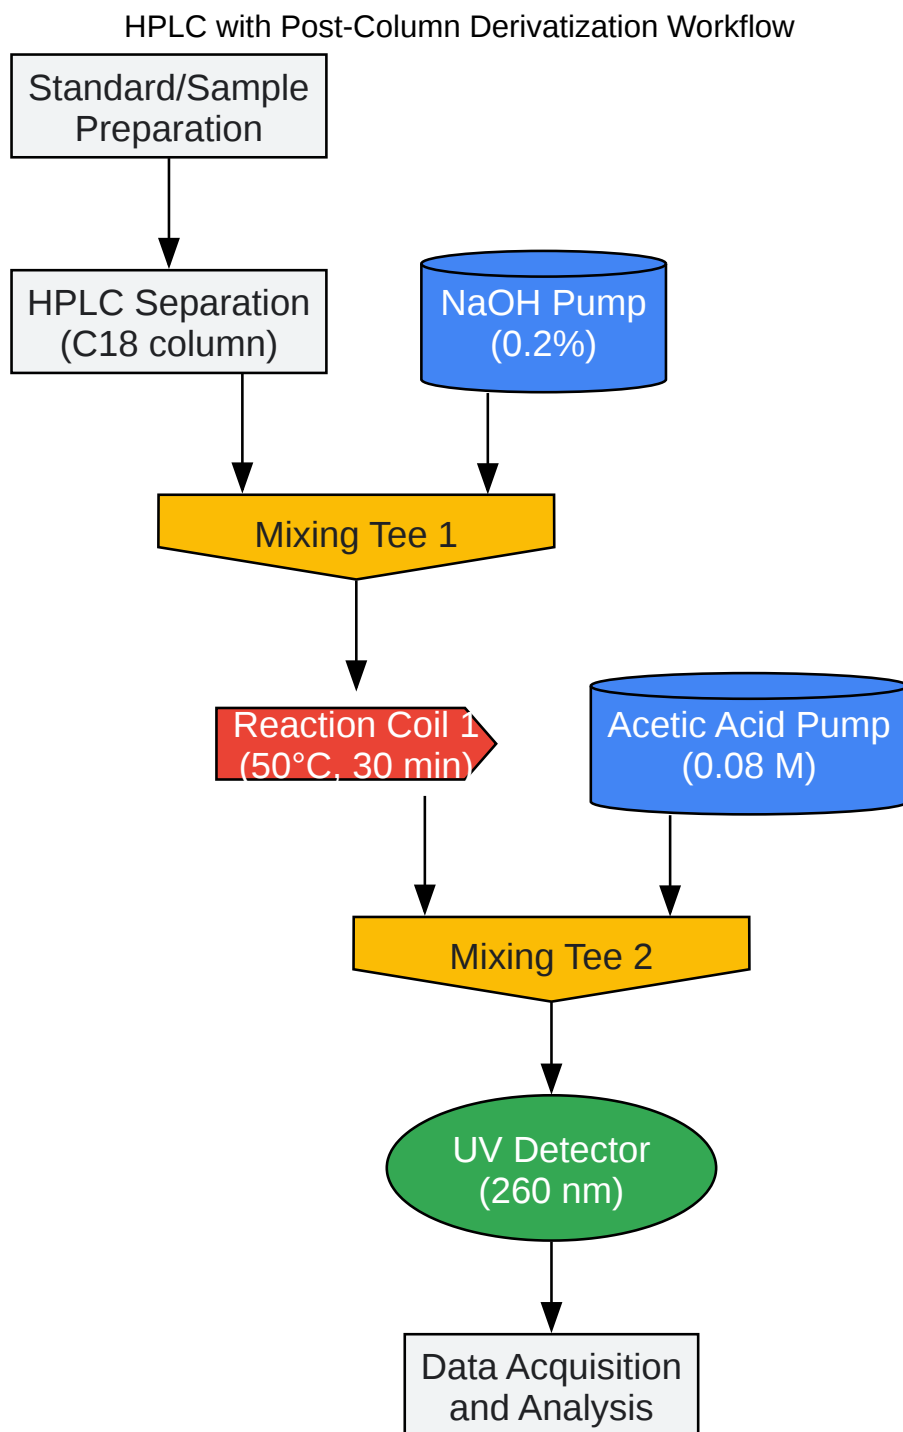 HPLC with Post-Column Derivatization Workflow
Standard/Sample
Preparation
HPLC Separation
(C18 column)
NaOH Pump
(0.2%)
Mixing Tee 1
Reaction Coil 1
(50°C, 30 min)
Acetic Acid Pump
(0.08 M)
Mixing Tee 2
UV Detector
(260 nm)
Data Acquisition
and Analysis